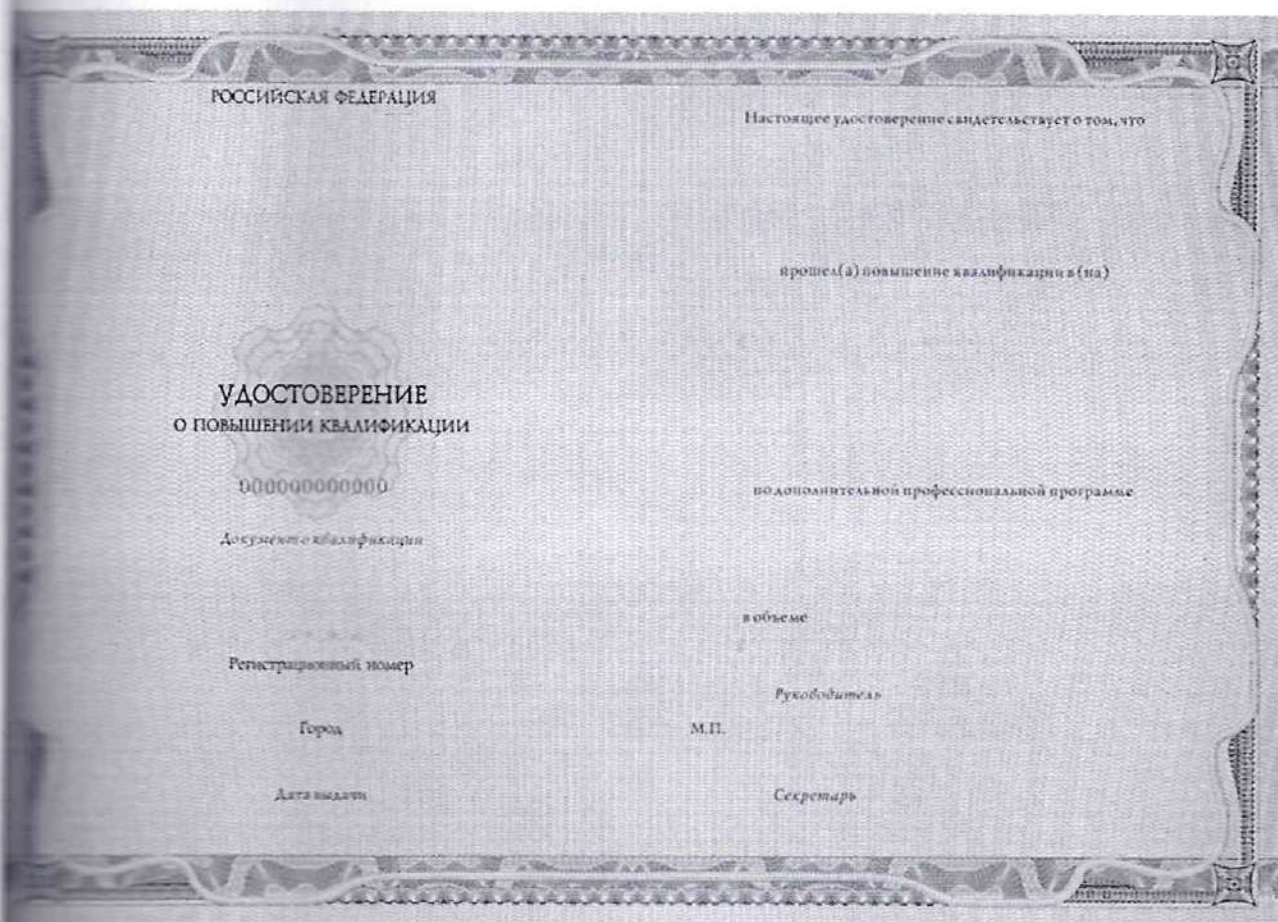 РОССИЙСКАЯ ФЕДЕРАЦИЯ
УДОСТОВЕРЕНИЕ
О ПОВЫШЕНИИ КВАЛИФИКАЦИИ
000000000000
Документ о квалификации
Регистрационный номер
Город
Дата выдачи
Настоящее удостоверение свидетельствует о том, что
прошел(а) повышение квалификации в (на)
по дополнительной профессиональной программе
в объеме
Руководитель
М.П.
Секретарь